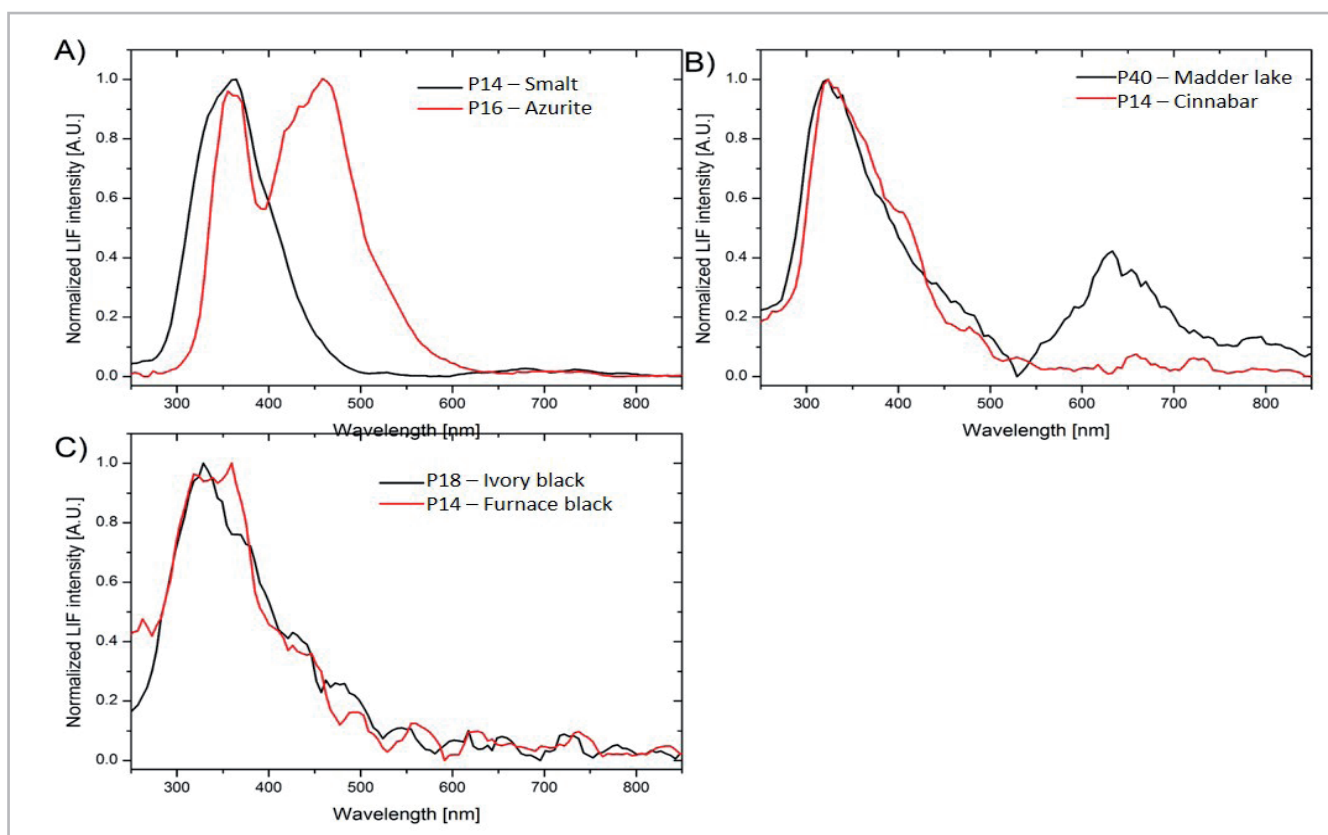 A)
P14 – Smalt
P16 – Azurite
Normalized LIF intensity [A.U.]
1.0
0.8
0.6
0.4
0.2
0.0
300 400 500 600 700 800
Wavelength [nm]
B)
P40 – Madder lake
P14 – Cinnabar
Normalized LIF intensity [A.U.]
1.0
0.8
0.6
0.4
0.2
0.0
300 400 500 600 700 800
Wavelength [nm]
C)
P18 – Ivory black
P14 – Furnace black
Normalized LIF intensity [A.U.]
1.0
0.8
0.6
0.4
0.2
0.0
300 400 500 600 700 800
Wavelength [nm]